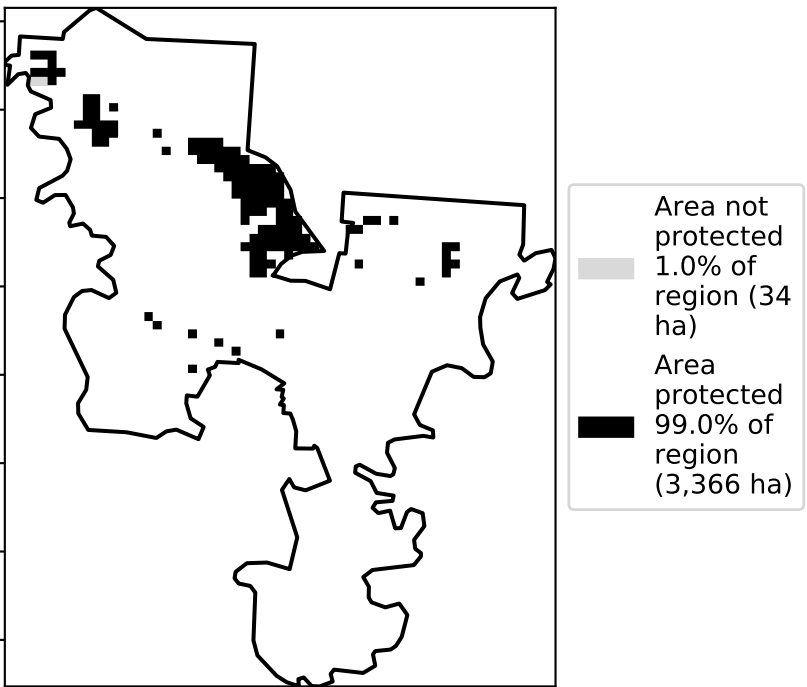 Area not
protected
1.0% of
region (34
ha)
Area
protected
99.0% of
region
(3,366 ha)